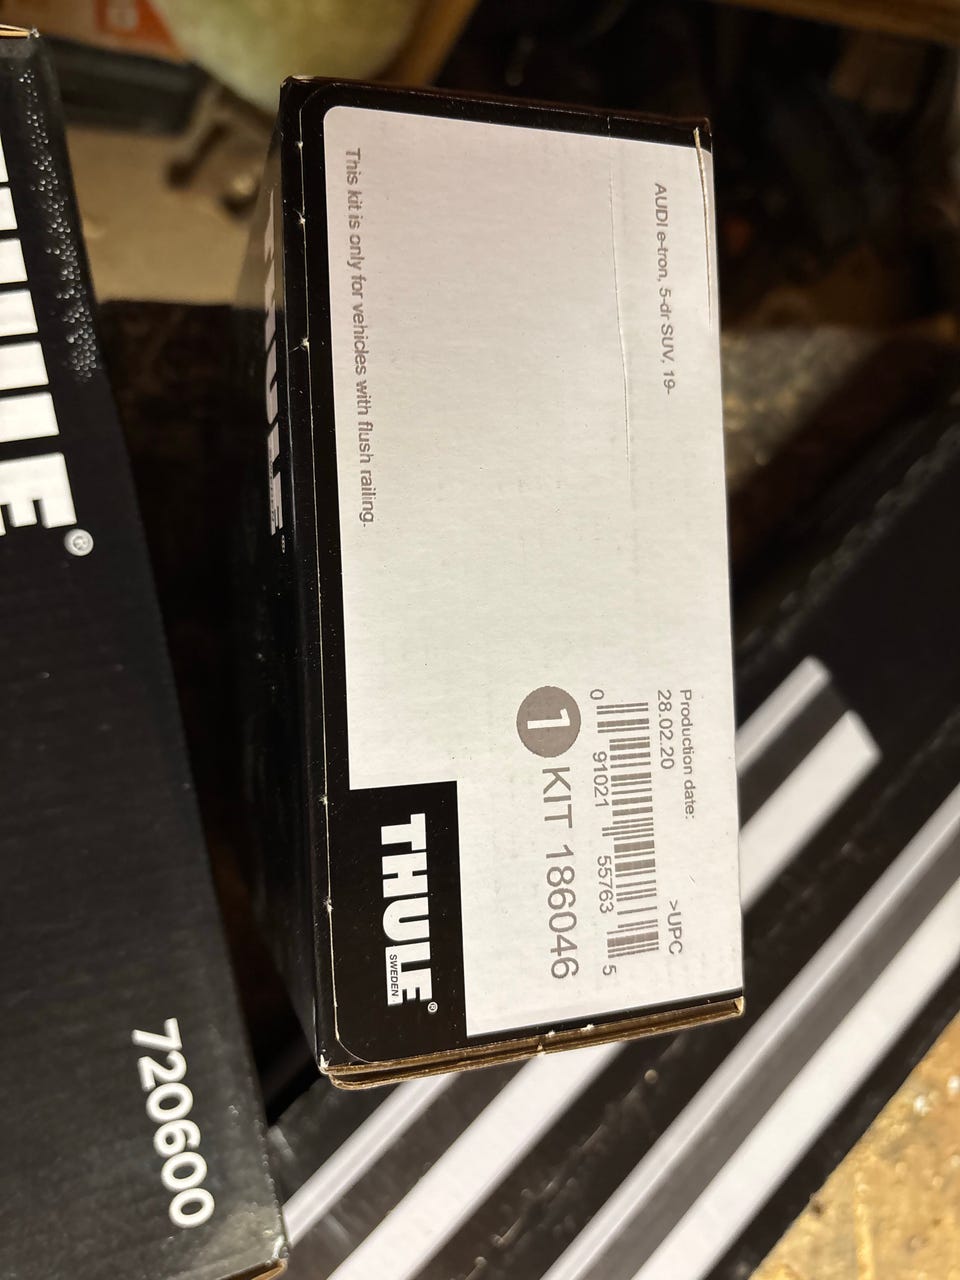 AUDI e-tron, 5-dr SUV, 19-
This kit is only for vehicles with flush railing.
Production date:
28.02.20
>UPC
0 91021 55763 5
1 KIT 186046
THULE®
SWEDEN
THULE®
THULE®
720600